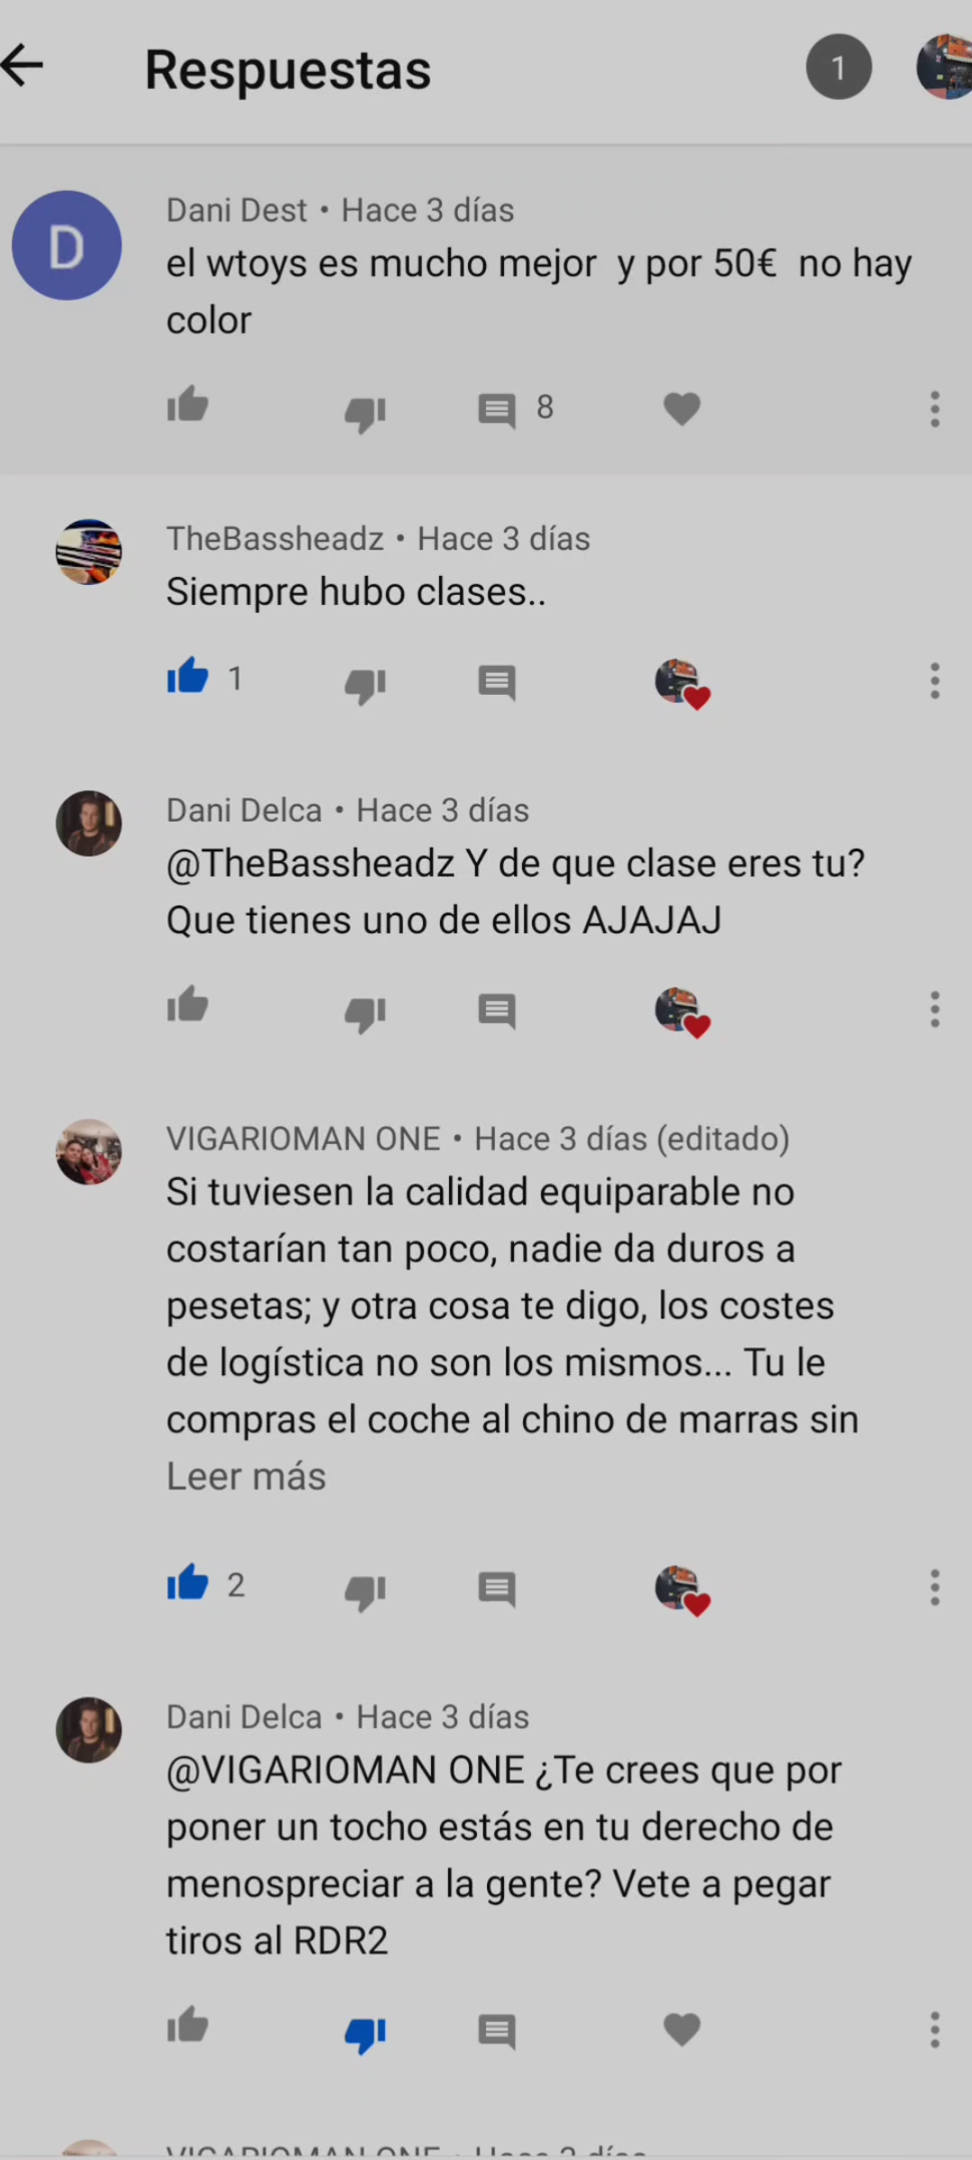 Respuestas
1
D
Dani Dest • Hace 3 días
el wtoys es mucho mejor  y por 50€  no hay
color
8
TheBassheadz • Hace 3 días
Siempre hubo clases..
1
Dani Delca • Hace 3 días
@TheBassheadz Y de que clase eres tu?
Que tienes uno de ellos AJAJAJ
VIGARIOMAN ONE • Hace 3 días (editado)
Si tuviesen la calidad equiparable no
costarían tan poco, nadie da duros a
pesetas; y otra cosa te digo, los costes
de logística no son los mismos... Tu le
compras el coche al chino de marras sin
Leer más
2
Dani Delca • Hace 3 días
@VIGARIOMAN ONE ¿Te crees que por
poner un tocho estás en tu derecho de
menospreciar a la gente? Vete a pegar
tiros al RDR2
VIGARIOMAN ONE • Hace 3 días